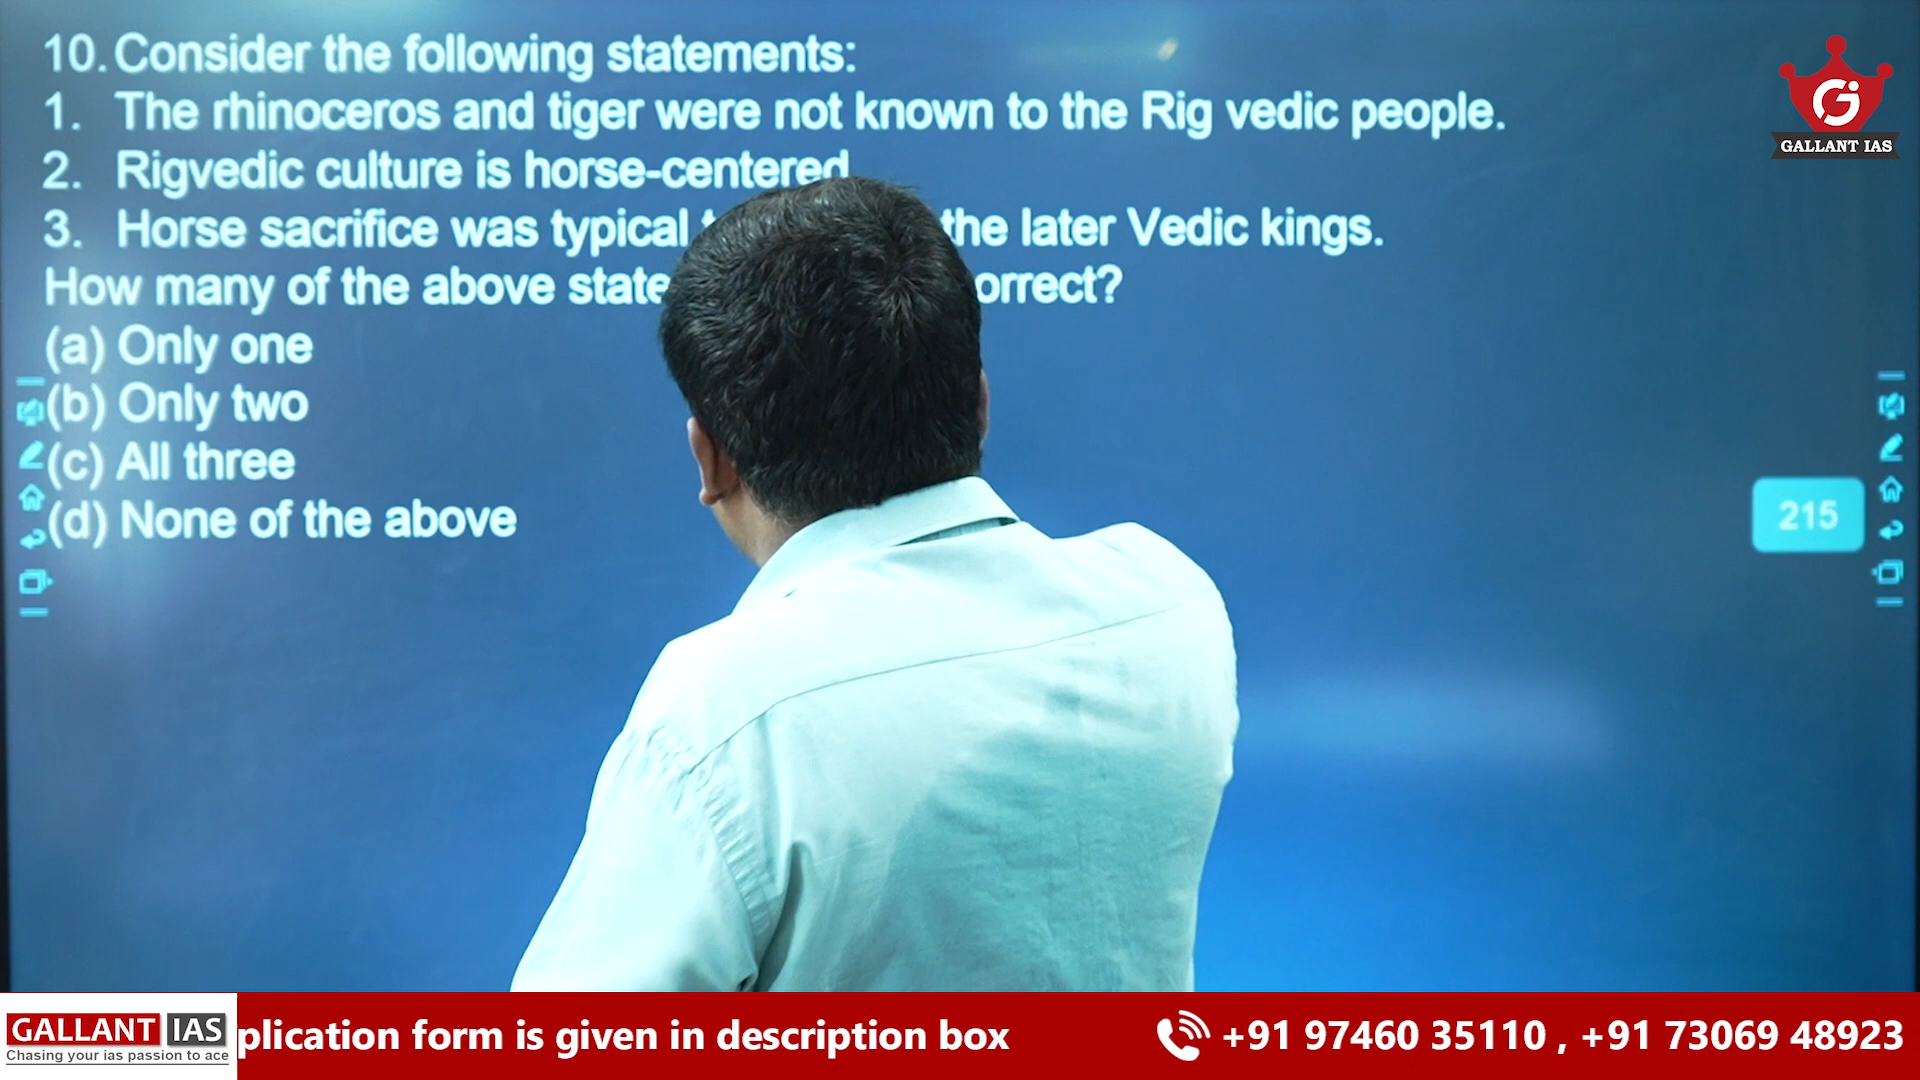 10. Consider the following statements:
1. The rhinoceros and tiger were not known to the Rig vedic people.
2. Rigvedic culture is horse-centered
3. Horse sacrifice was typical the later Vedic kings.
How many of the above
(a) Only one
(b) Only two
(c) All three
(d) None of the above
G
GALLANT IAS
215
GALLANT IAS
Chasing your ias passion to ace
plication form is given in description box
+91 97460 35110 , +91 73069 48923